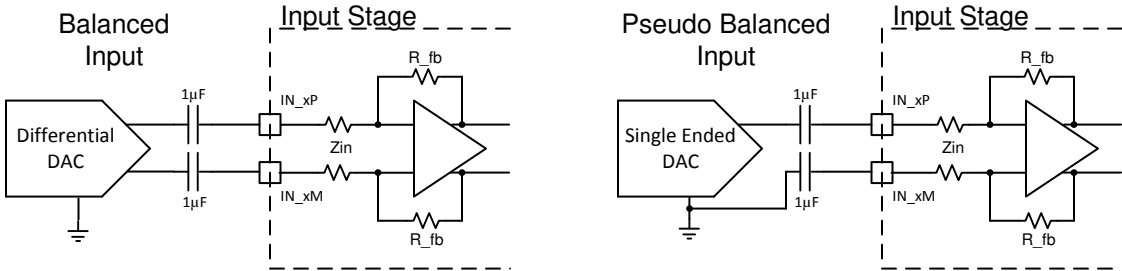 Balanced
Input
Input Stage
R_fb
1µF
IN_xP
Differential
DAC
Zin
1µF
IN_xM
R_fb
Pseudo Balanced
Input
Input Stage
R_fb
1µF
IN_xP
Single Ended
DAC
Zin
1µF
IN_xM
R_fb